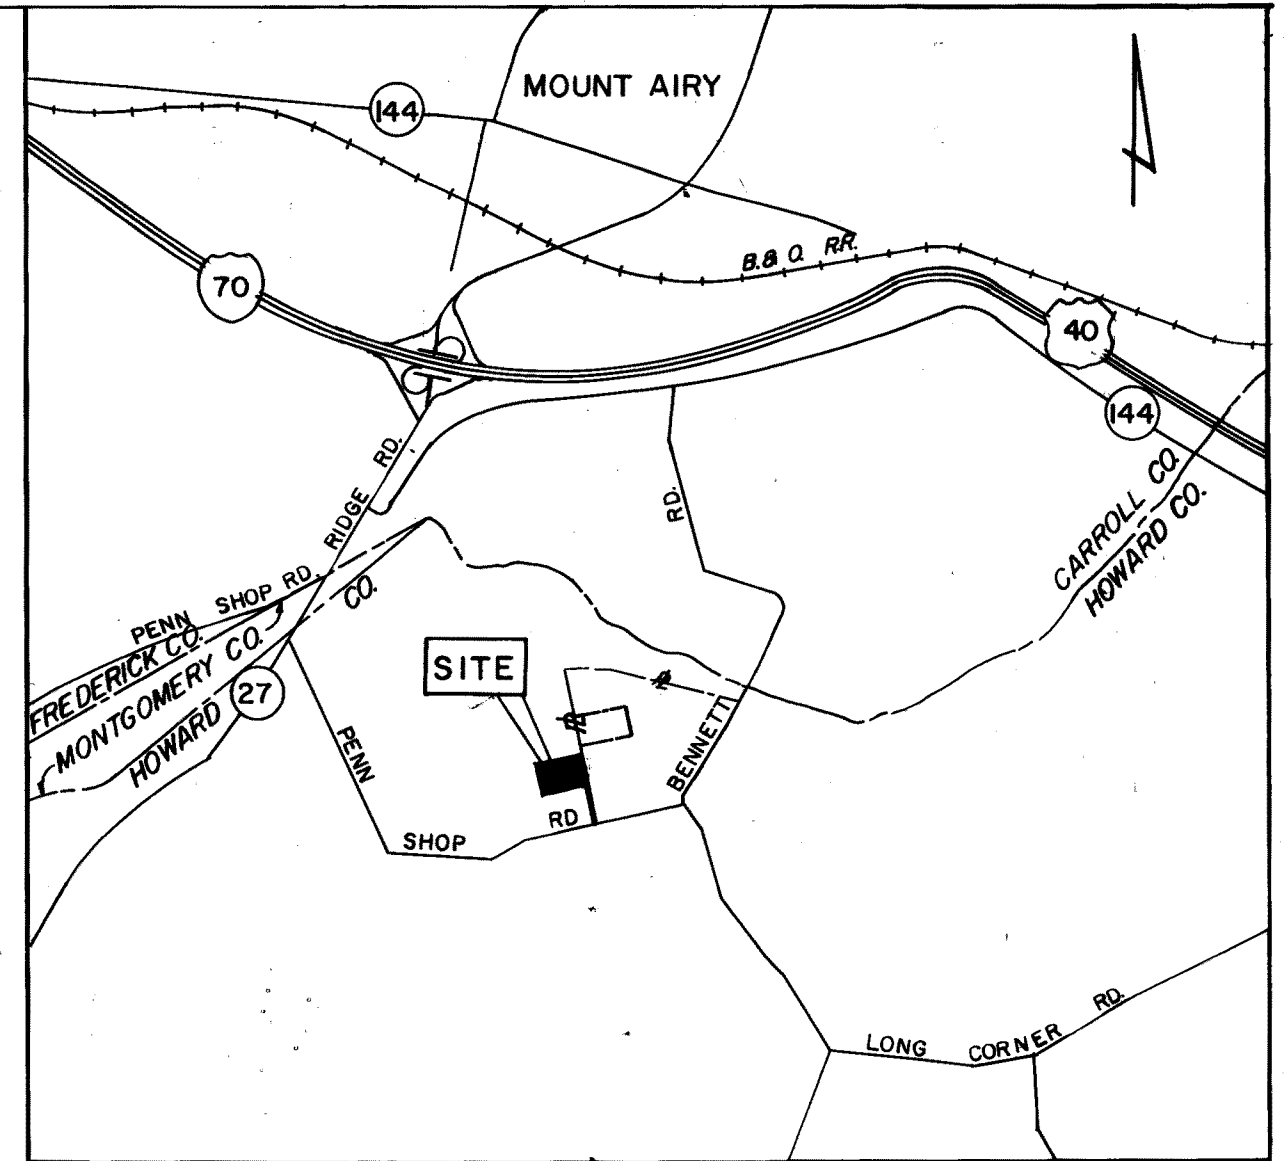 MOUNT AIRY
144
B.& O. R.R.
70
40
144
RIDGE RD.
RD.
CARROLL CO.
HOWARD CO.
PENN SHOP RD.
CO.
FREDERICK CO.
MONTGOMERY CO.
HOWARD
27
SITE
PENN
BENNETT
SHOP
RD
LONG CORNER RD.